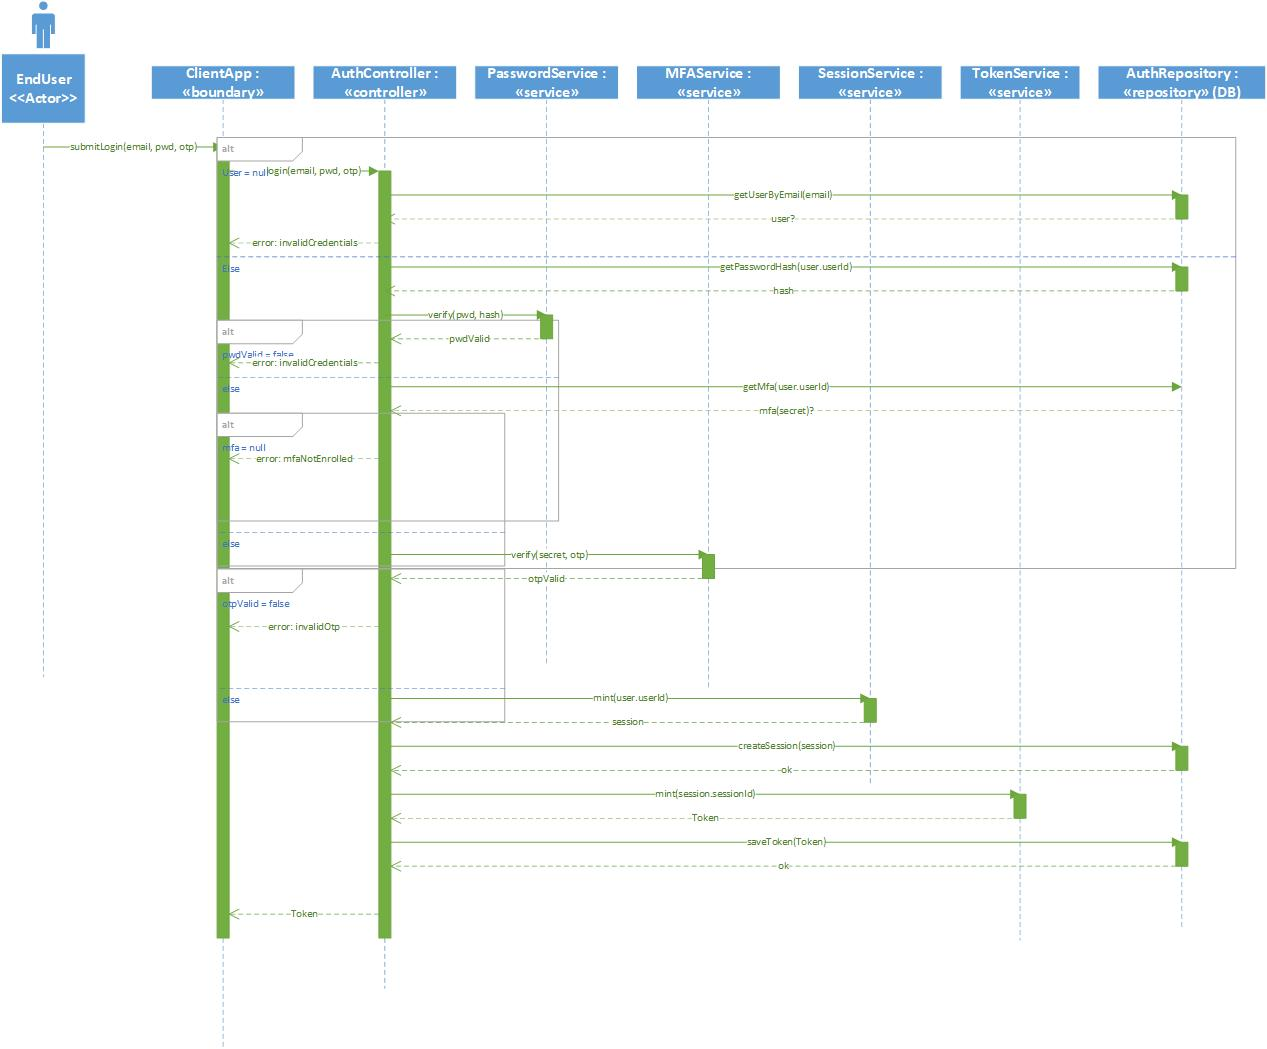 EndUser
<<Actor>>
ClientApp :
«boundary»
AuthController :
«controller»
PasswordService :
«service»
MFAService :
«service»
SessionService :
«service»
TokenService :
«service»
AuthRepository :
«repository» (DB)
submitLogin(email, pwd, otp)
alt
User = null
login(email, pwd, otp)
getUserByEmail(email)
user?
error: invalidCredentials
Else
getPasswordHash(user.userId)
hash
verify(pwd, hash)
alt
pwdValid
pwdValid = false
error: invalidCredentials
else
getMfa(user.userId)
mfa(secret)?
alt
mfa = null
error: mfaNotEnrolled
else
verify(secret, otp)
alt
otpValid
otpValid = false
error: invalidOtp
else
mint(user.userId)
session
createSession(session)
ok
mint(session.sessionId)
Token
saveToken(Token)
ok
Token